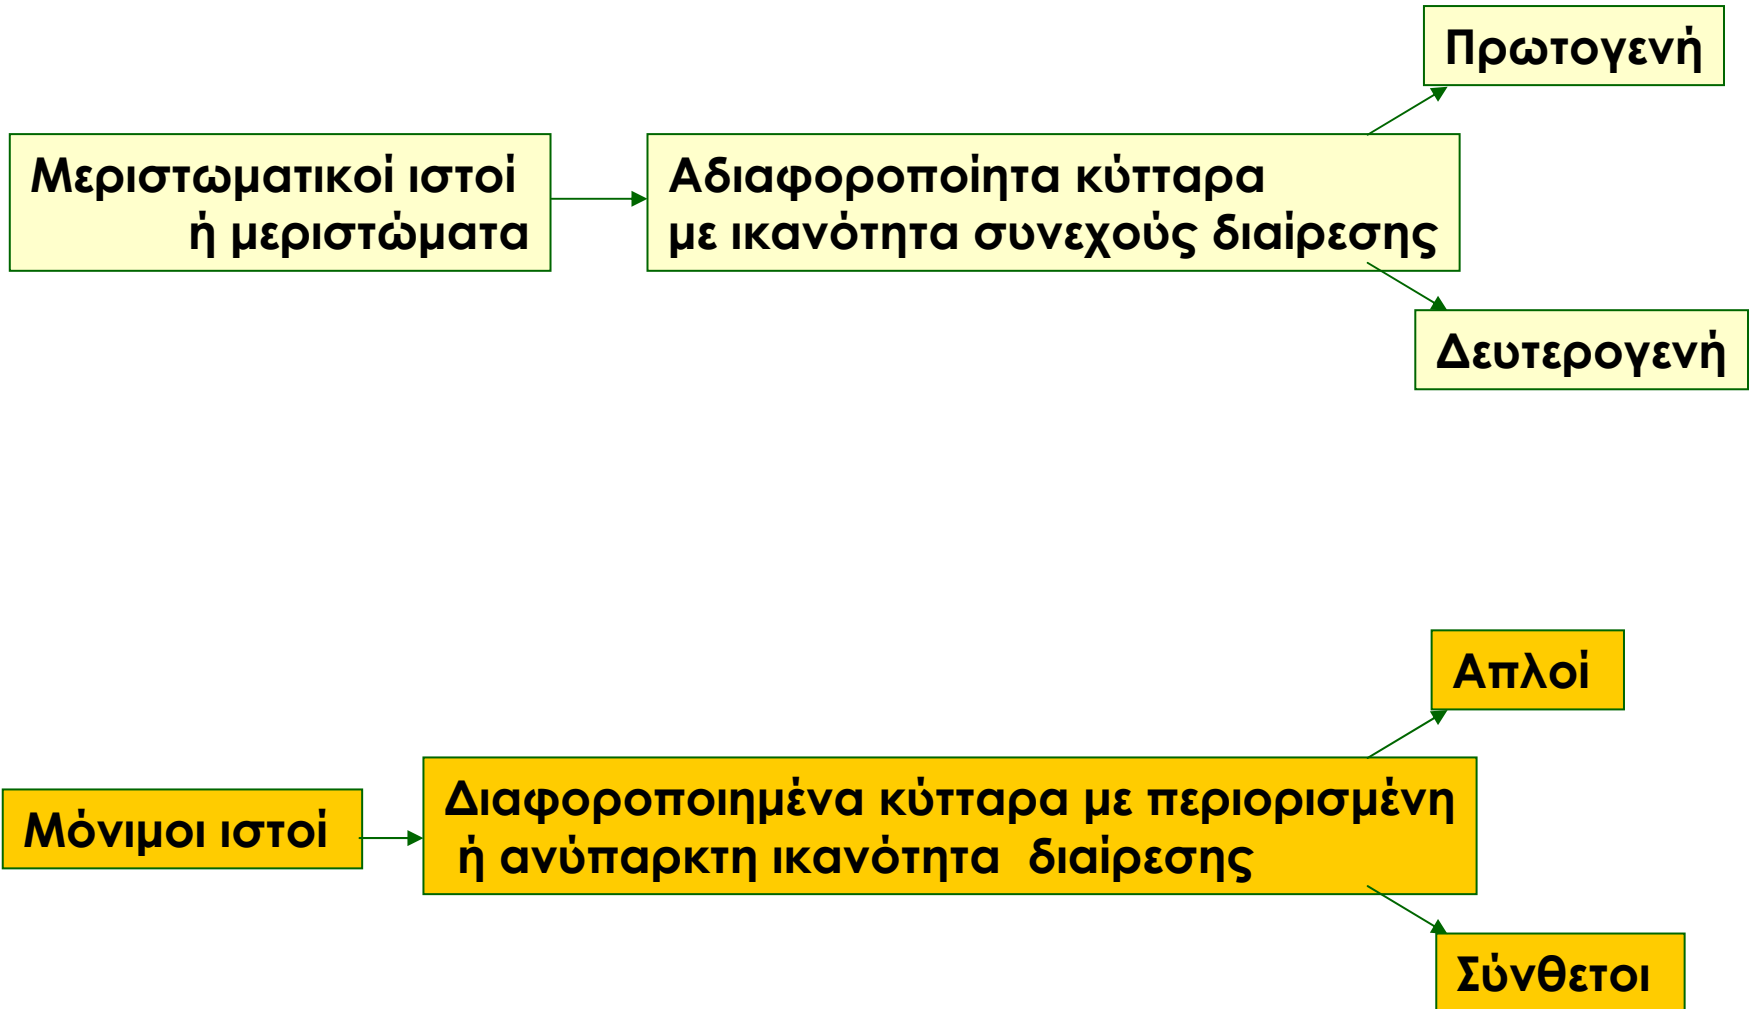 Πρωτογενή
Μεριστωματικοί ιστοί
ή μεριστώματα
Αδιαφοροποίητα κύτταρα
με ικανότητα συνεχούς διαίρεσης
Δευτερογενή
Απλοί
Μόνιμοι ιστοί
Διαφοροποιημένα κύτταρα με περιορισμένη
ή ανύπαρκτη ικανότητα διαίρεσης
Σύνθετοι